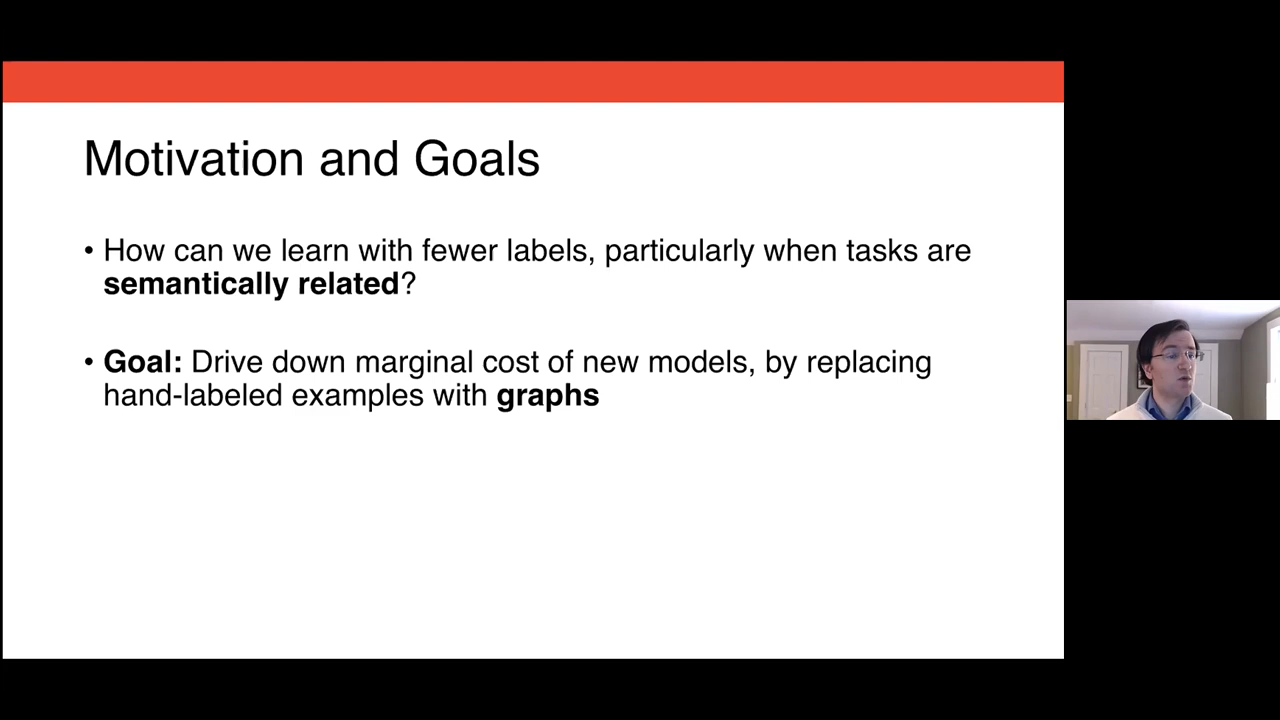 Motivation and Goals
• How can we learn with fewer labels, particularly when tasks are
semantically related?
• Goal: Drive down marginal cost of new models, by replacing
hand-labeled examples with graphs